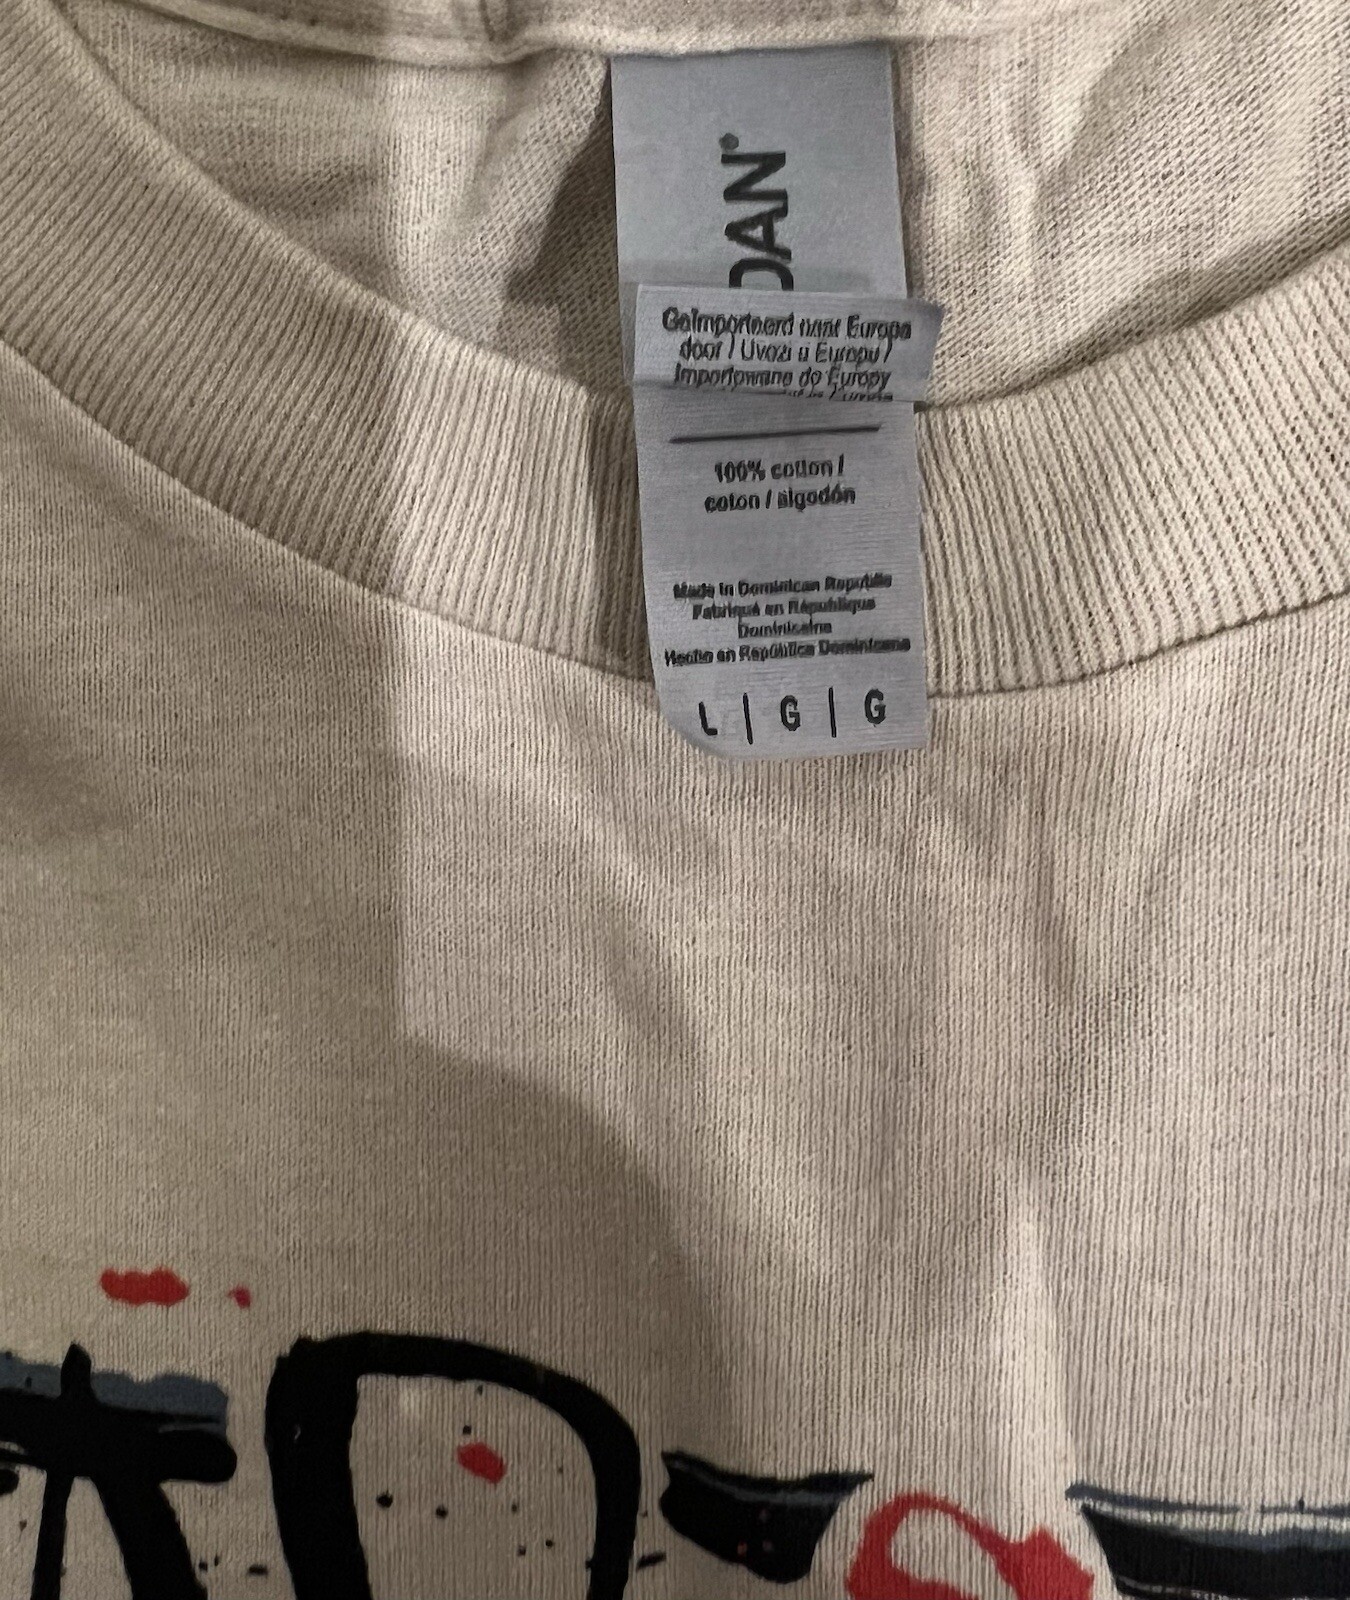 DAN®
Geïmporteerd naar Europa
door / Uvozi u Europu /
Importowane do Europy
100% cotton /
coton / algodón
Made in Dominican Republic
Fabriqué en République
Dominicaine
Hecho en República Dominicana
L | G | G